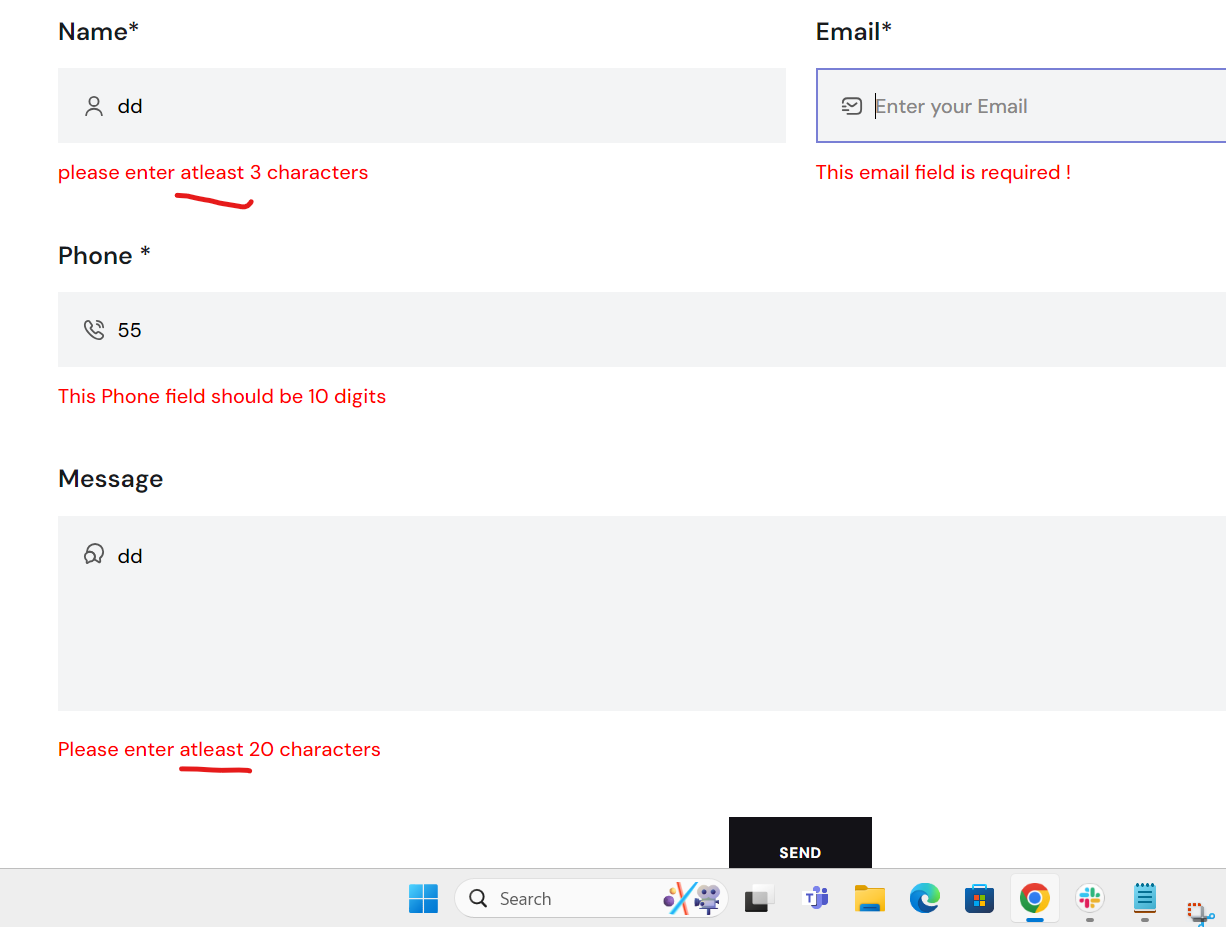 Name*
Email*
dd
Enter your Email
please enter atleast 3 characters
This email field is required !
Phone *
55
This Phone field should be 10 digits
Message
dd
Please enter atleast 20 characters
SEND
Search